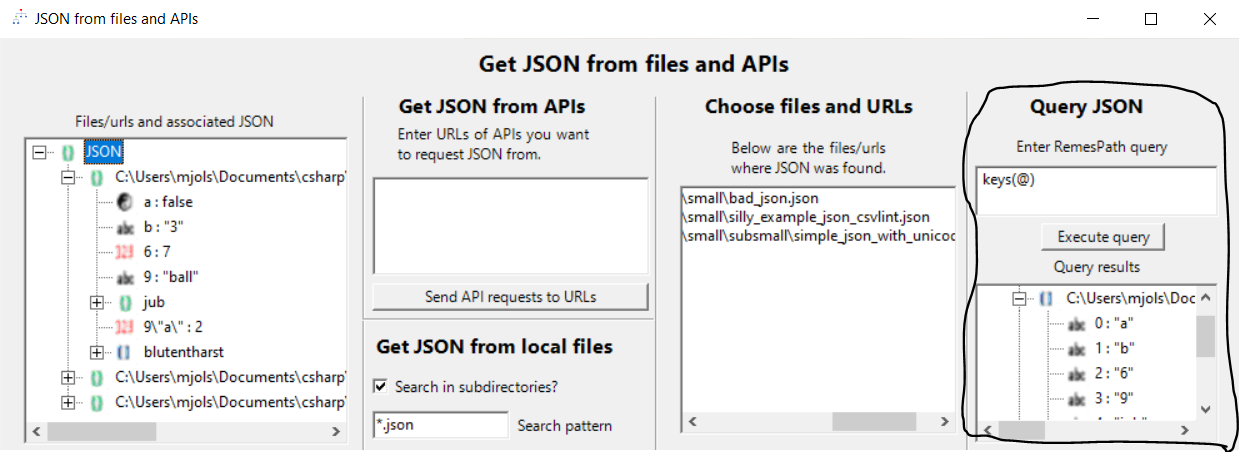 JSON from files and APIs
Get JSON from files and APIs
Files/urls and associated JSON
JSON
C:\Users\mjols\Documents\csharp\
a : false
b : "3"
6 : 7
9 : "ball"
jub
9\"a\" : 2
blutentharst
C:\Users\mjols\Documents\csharp\
C:\Users\mjols\Documents\csharp\
Get JSON from APIs
Enter URLs of APIs you want
to request JSON from.
Send API requests to URLs
Get JSON from local files
Search in subdirectories?
*.json
Search pattern
Choose files and URLs
Below are the files/urls
where JSON was found.
\small\bad_json.json
\small\silly_example_json_csvlint.json
\small\subsmall\simple_json_with_unicod
Query JSON
Enter RemesPath query
keys(@)
Execute query
Query results
C:\Users\mjols\Doc
0 : "a"
1 : "b"
2 : "6"
3 : "9"